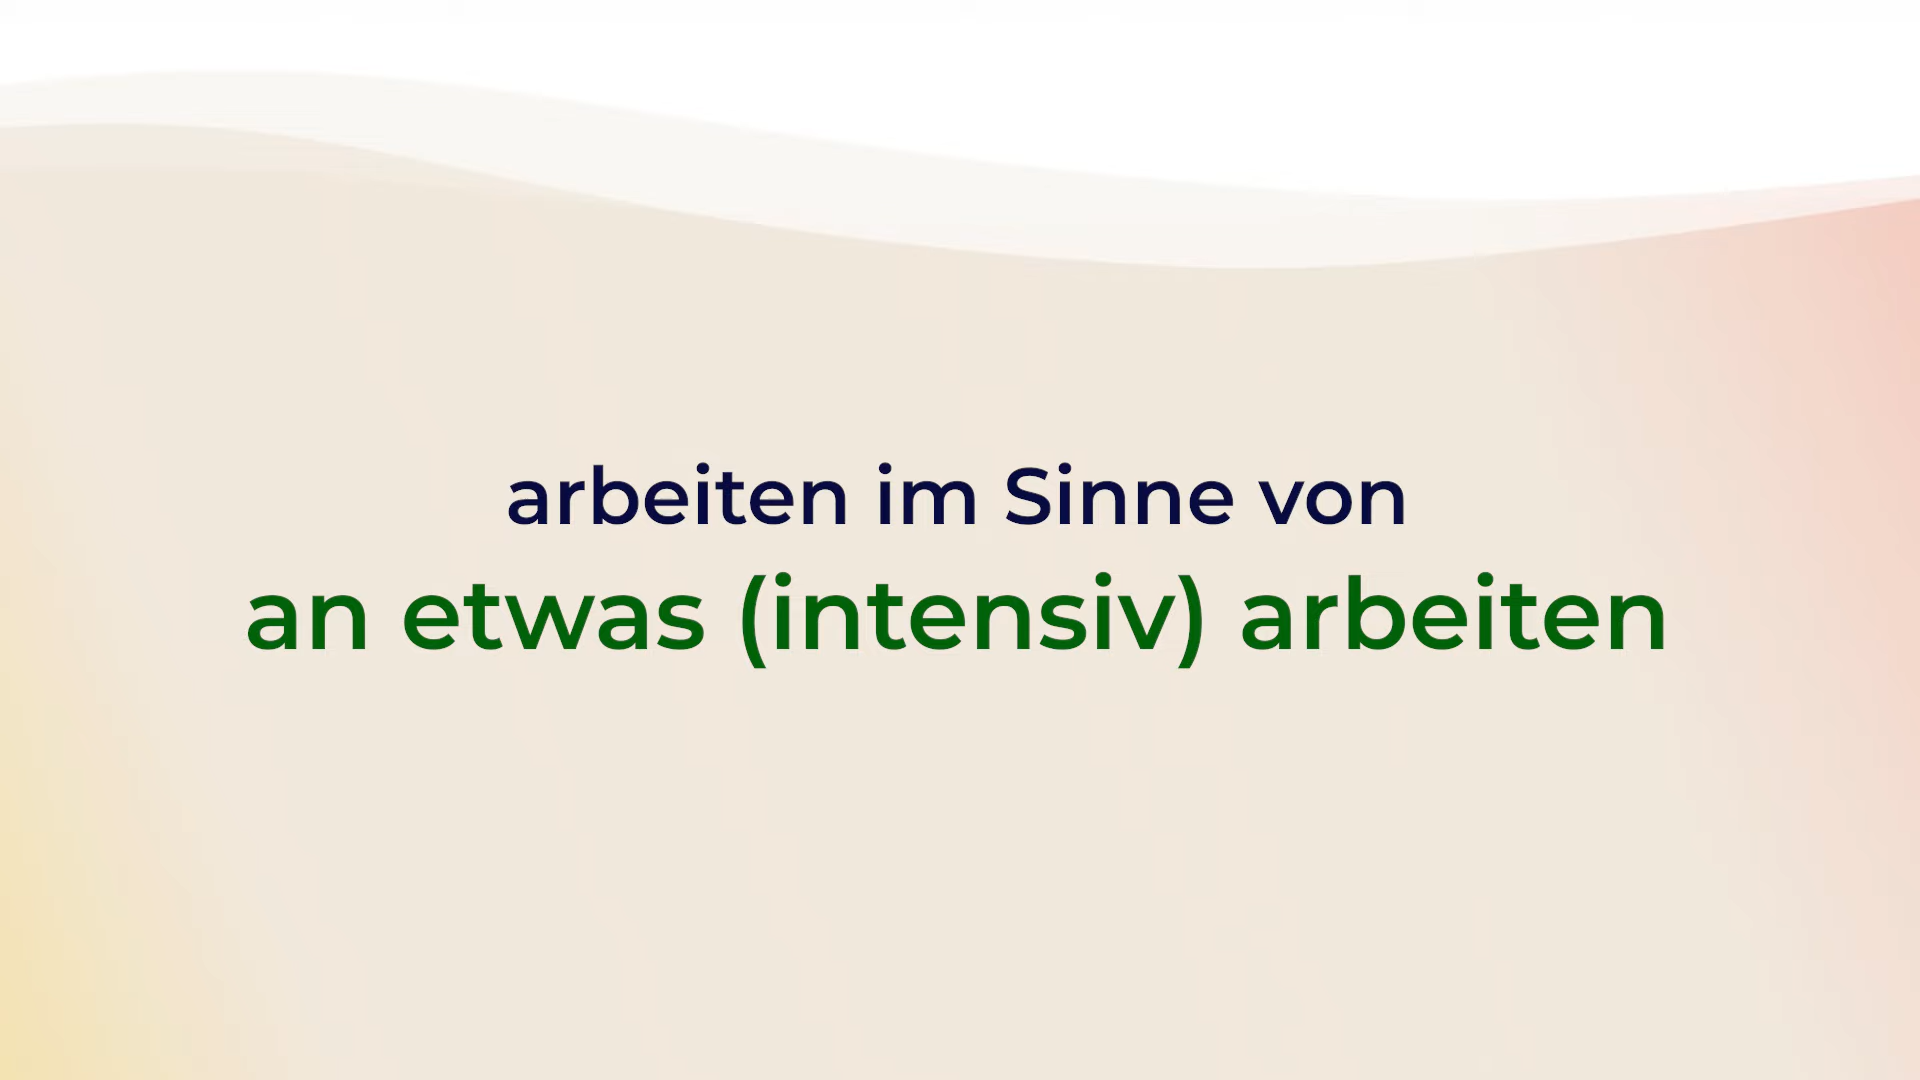 arbeiten im Sinne von
an etwas (intensiv) arbeiten